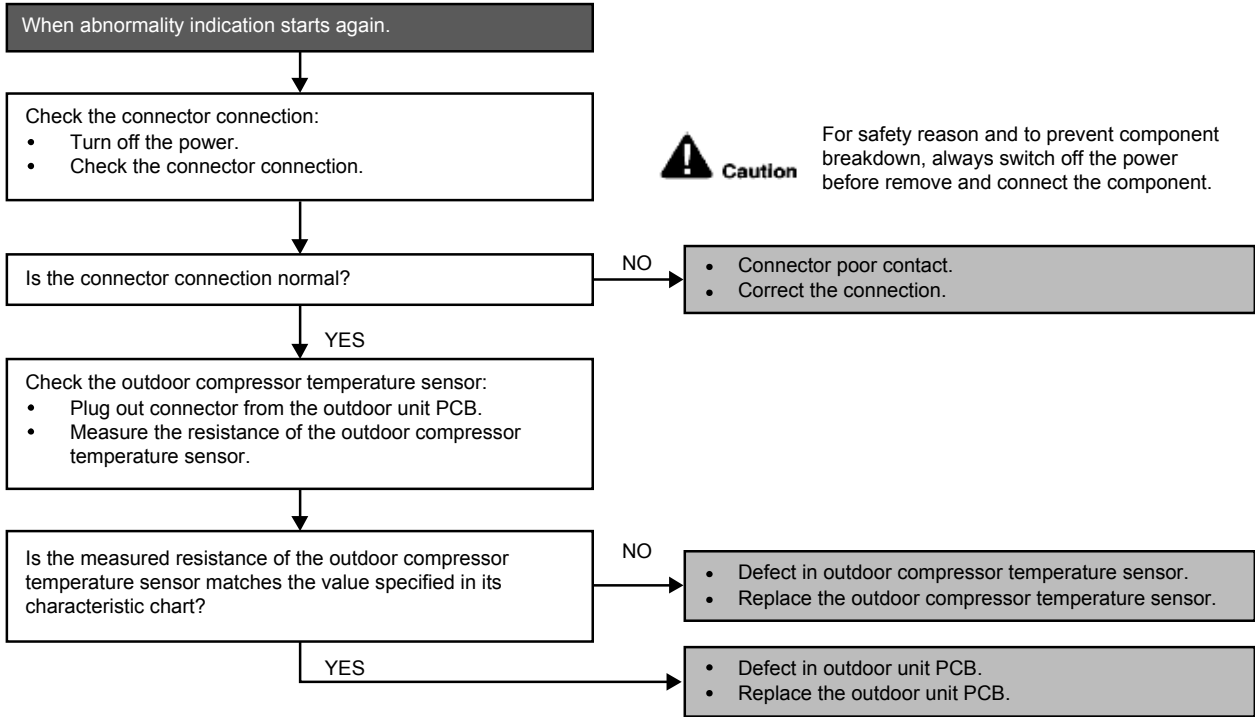 When abnormality indication starts again.
Check the connector connection:
• Turn off the power.
• Check the connector connection.
Caution
For safety reason and to prevent component
breakdown, always switch off the power
before remove and connect the component.
Is the connector connection normal?
NO
• Connector poor contact.
• Correct the connection.
YES
Check the outdoor compressor temperature sensor:
• Plug out connector from the outdoor unit PCB.
• Measure the resistance of the outdoor compressor
temperature sensor.
Is the measured resistance of the outdoor compressor
temperature sensor matches the value specified in its
characteristic chart?
NO
• Defect in outdoor compressor temperature sensor.
• Replace the outdoor compressor temperature sensor.
YES
• Defect in outdoor unit PCB.
• Replace the outdoor unit PCB.